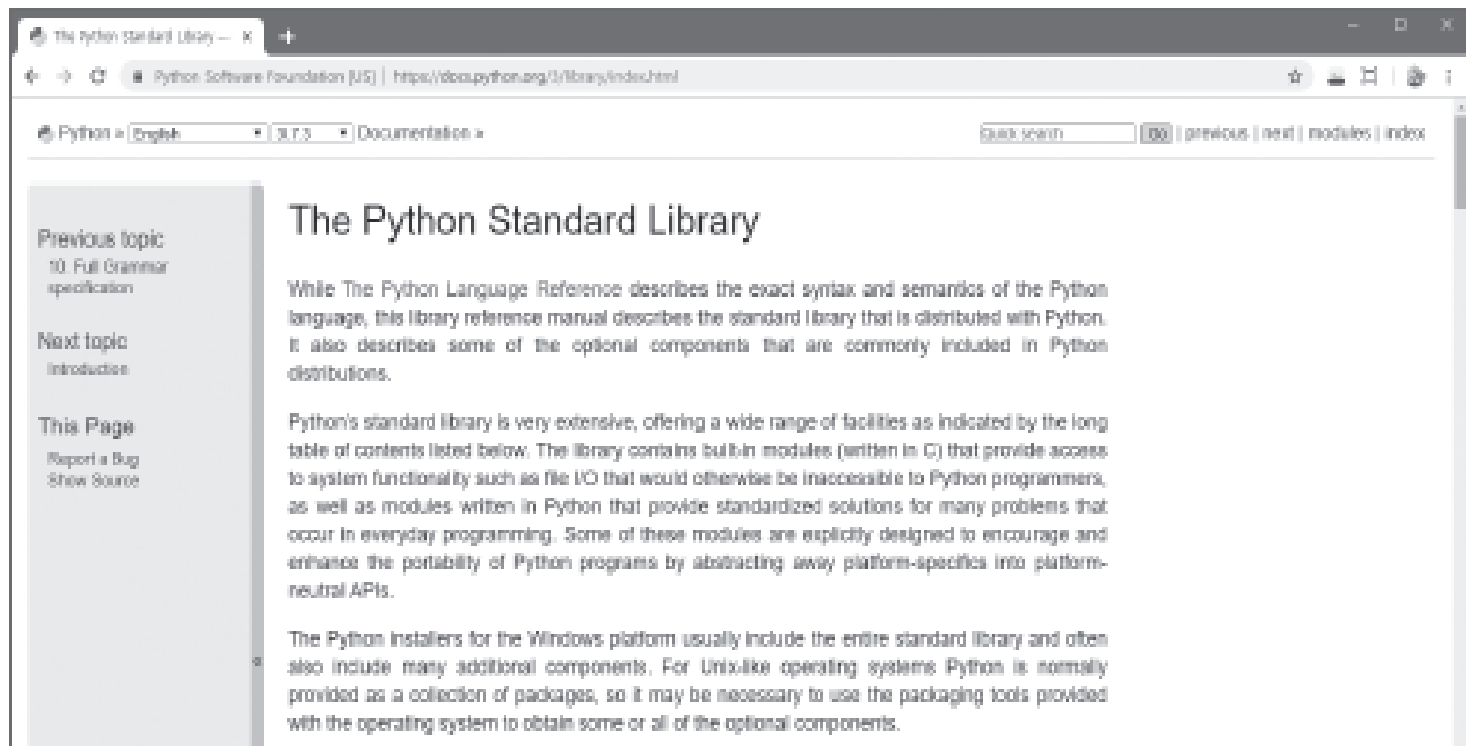 The Python Standard Library —
Python Software Foundation [US] | https://docs.python.org/3/library/index.html
Python » English 3.7.3 Documentation »
Quick search Go | previous | next | modules | index
Previous topic
10. Full Grammar
specification
Next topic
Introduction
This Page
Report a Bug
Show Source
The Python Standard Library
While The Python Language Reference describes the exact syntax and semantics of the Python
language, this library reference manual describes the standard library that is distributed with Python.
It also describes some of the optional components that are commonly included in Python
distributions.
Python's standard library is very extensive, offering a wide range of facilities as indicated by the long
table of contents listed below. The library contains built-in modules (written in C) that provide access
to system functionality such as file I/O that would otherwise be inaccessible to Python programmers,
as well as modules written in Python that provide standardized solutions for many problems that
occur in everyday programming. Some of these modules are explicitly designed to encourage and
enhance the portability of Python programs by abstracting away platform-specifics into platform-
neutral APIs.
The Python installers for the Windows platform usually include the entire standard library and often
also include many additional components. For Unix-like operating systems Python is normally
provided as a collection of packages, so it may be necessary to use the packaging tools provided
with the operating system to obtain some or all of the optional components.